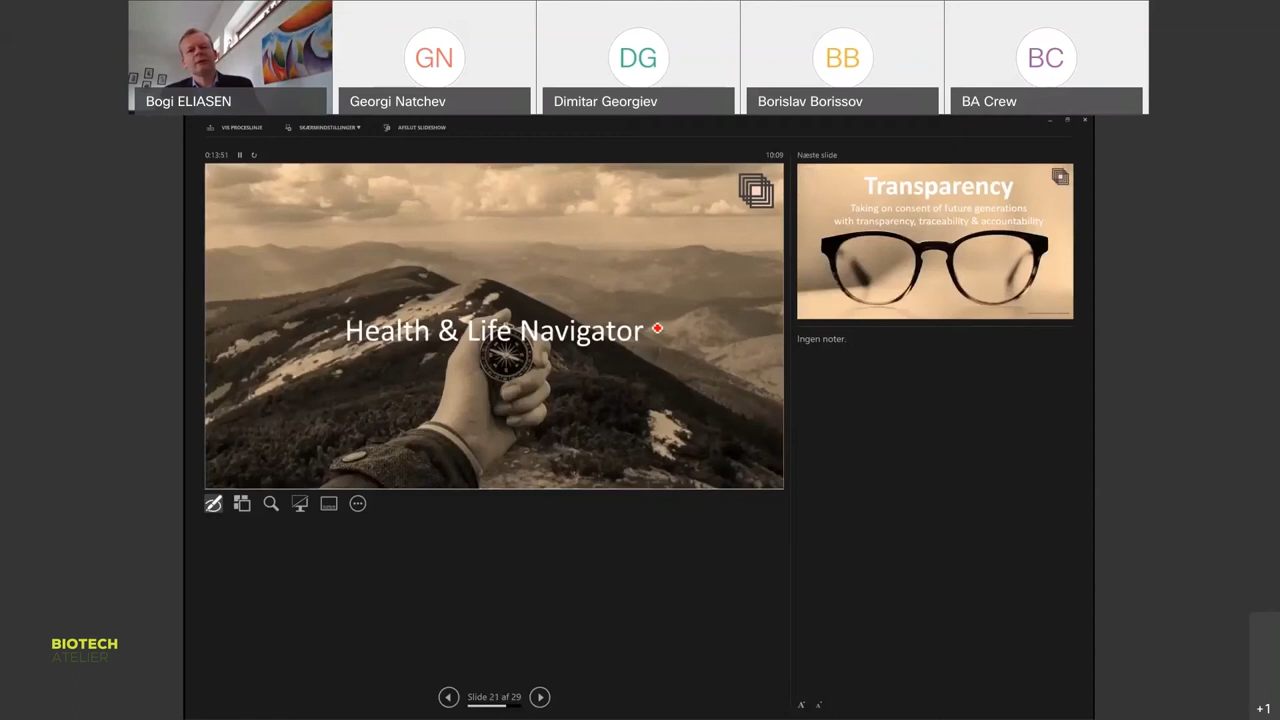 GN
DG
BB
BC
Bogi ELIASEN
Georgi Natchev
Dimitar Georgiev
Borislav Borissov
BA Crew
VIS PROCESLINJE
SKÆRMINDSTILLINGER
AFSLUT SLIDESHOW
0:13:51
10:09
Næste slide
Health & Life Navigator
Transparency
Taking on consent of future generations
with transparency, traceability & accountability
Ingen noter.
BIOTECH
ATELIER
Slide 21 af 29
A
A
+1